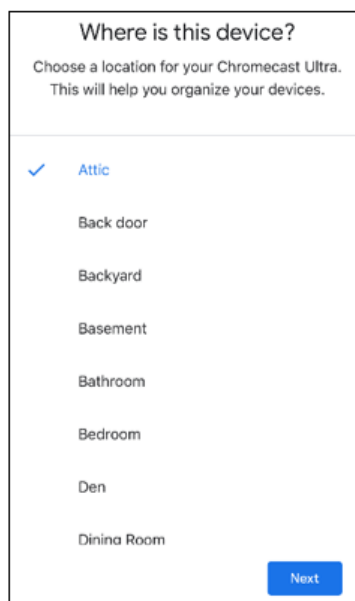 Where is this device?
Choose a location for your Chromecast Ultra.
This will help you organize your devices.
Attic
Back door
Backyard
Basement
Bathroom
Bedroom
Den
Dining Room
Next